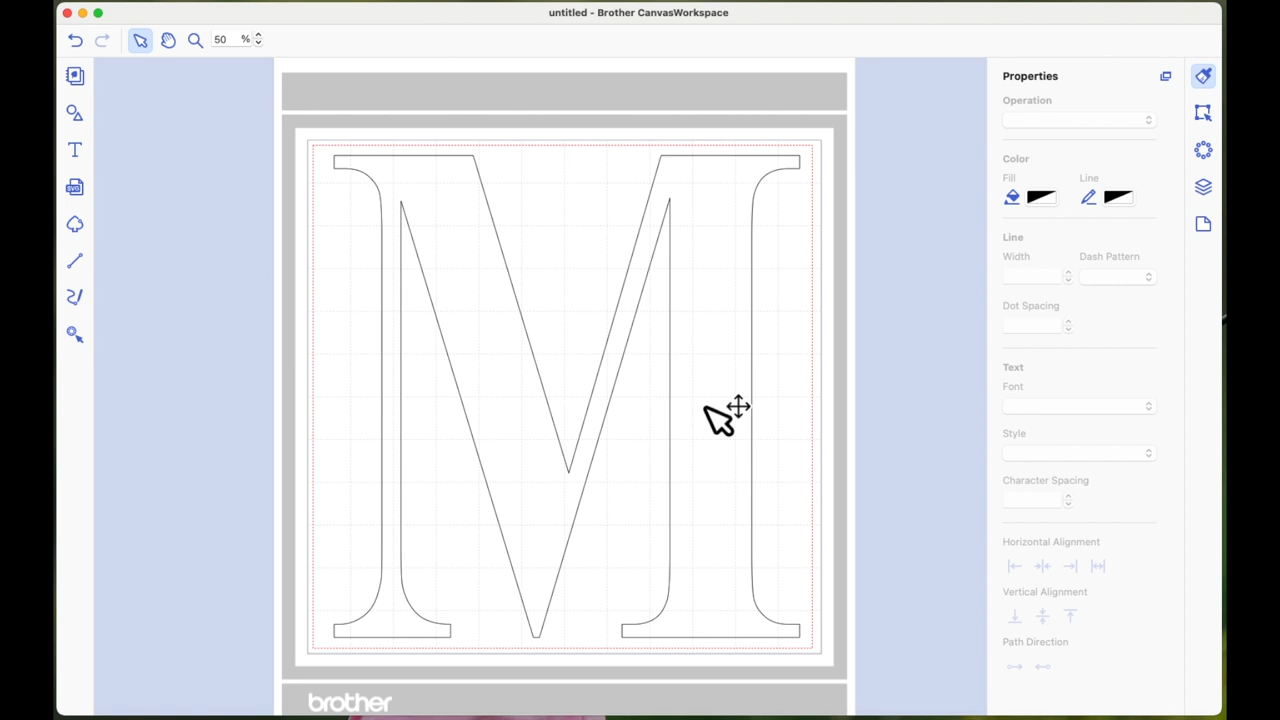 untitled - Brother CanvasWorkspace
50 %
Properties
Operation
Color
Fill Line
Line
Width Dash Pattern
Dot Spacing
Text
Font
Style
Character Spacing
Horizontal Alignment
Vertical Alignment
Path Direction
T
SVG
M
brother